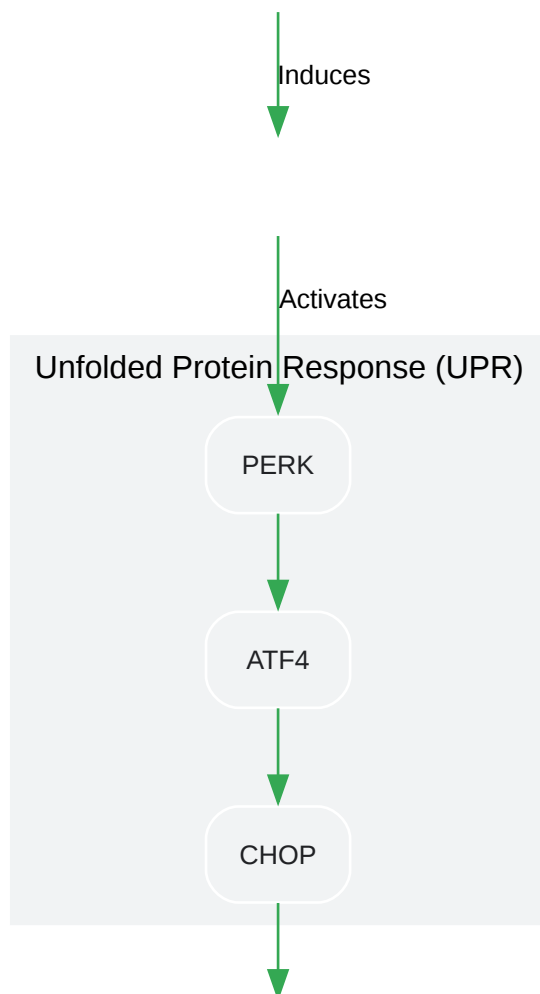 Induces
Activates
Unfolded Protein Response (UPR)
PERK
ATF4
CHOP